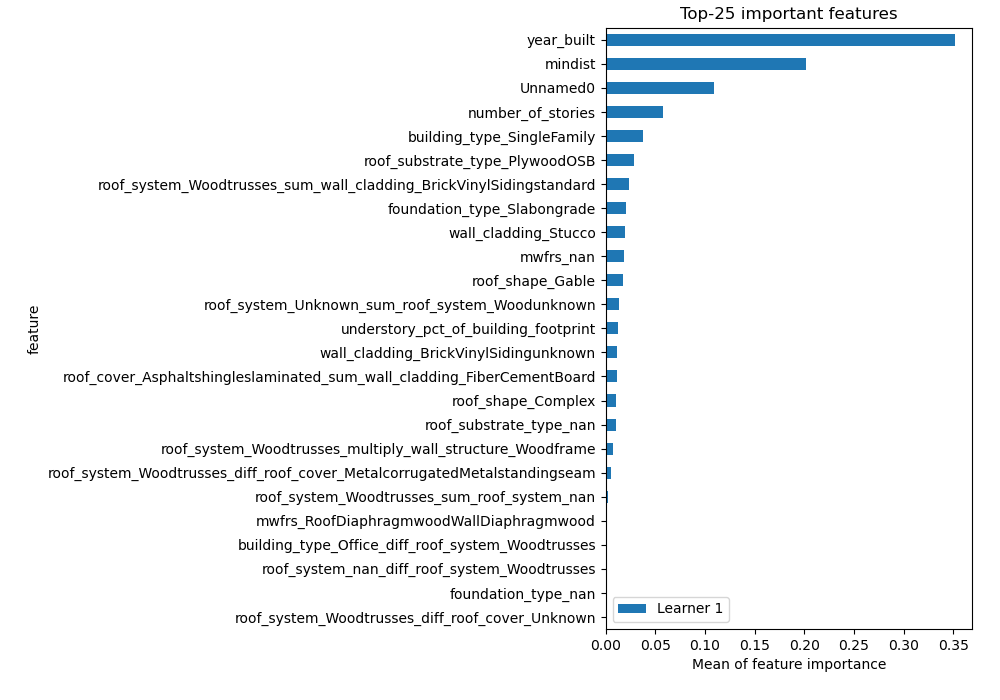 Top-25 important features
year_built
mindist
Unnamed0
number_of_stories
building_type_SingleFamily
roof_substrate_type_PlywoodOSB
roof_system_Woodtrusses_sum_wall_cladding_BrickVinylSidingstandard
foundation_type_Slabongrade
wall_cladding_Stucco
mwfrs_nan
roof_shape_Gable
roof_system_Unknown_sum_roof_system_Woodunknown
understory_pct_of_building_footprint
wall_cladding_BrickVinylSidingunknown
roof_cover_Asphaltshingleslaminated_sum_wall_cladding_FiberCementBoard
roof_shape_Complex
roof_substrate_type_nan
roof_system_Woodtrusses_multiply_wall_structure_Woodframe
roof_system_Woodtrusses_diff_roof_cover_MetalcorrugatedMetalstandingseam
roof_system_Woodtrusses_sum_roof_system_nan
mwfrs_RoofDiaphragmwoodWallDiaphragmwood
building_type_Office_diff_roof_system_Woodtrusses
roof_system_nan_diff_roof_system_Woodtrusses
foundation_type_nan
roof_system_Woodtrusses_diff_roof_cover_Unknown
feature
Learner 1
0.00 0.05 0.10 0.15 0.20 0.25 0.30 0.35
Mean of feature importance